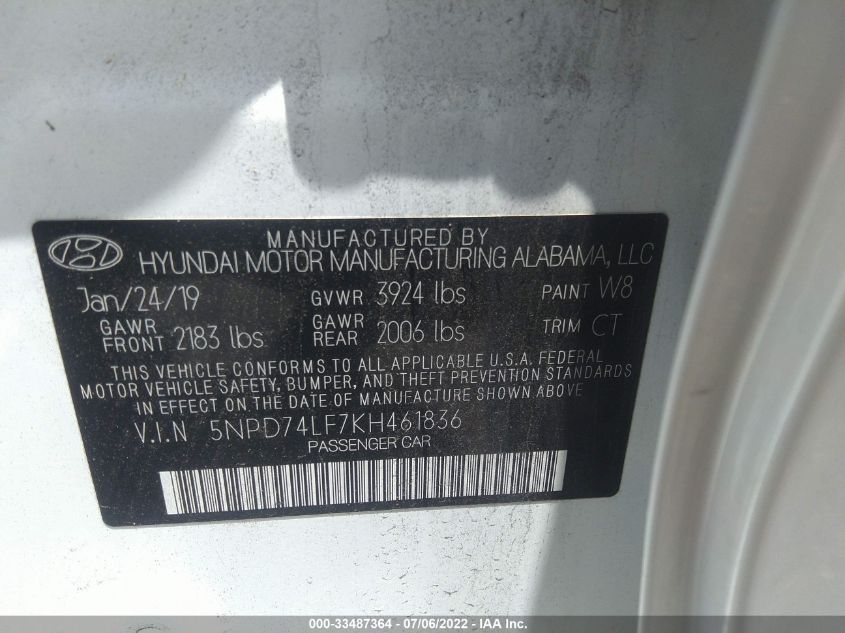 MANUFACTURED BY
HYUNDAI MOTOR MANUFACTURING ALABAMA, LLC
Jan/24/19 GVWR 3924 lbs PAINT W8
GAWR FRONT 2183 lbs GAWR REAR 2006 lbs TRIM CT
THIS VEHICLE CONFORMS TO ALL APPLICABLE U.S.A. FEDERAL
MOTOR VEHICLE SAFETY, BUMPER, AND THEFT PREVENTION STANDARDS
IN EFFECT ON THE DATE OF MANUFACTURE SHOWN ABOVE
V.I.N 5NPD74LF7KH461836
PASSENGER CAR
000-33487364 - 07/06/2022 - IAA Inc.